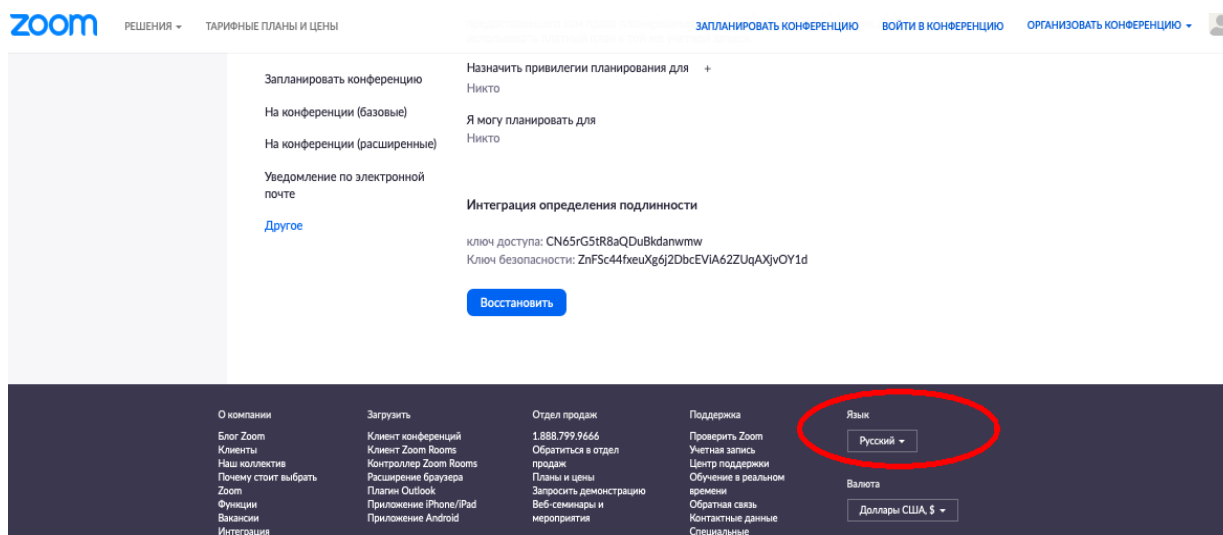 zoom
РЕШЕНИЯ
ТАРИФНЫЕ ПЛАНЫ И ЦЕНЫ
ЗАПЛАНИРОВАТЬ КОНФЕРЕНЦИЮ
ВОЙТИ В КОНФЕРЕНЦИЮ
ОРГАНИЗОВАТЬ КОНФЕРЕНЦИЮ
Запланировать конференцию
На конференции (базовые)
На конференции (расширенные)
Уведомление по электронной
почте
Другое
Назначить привилегии планирования для +
Никто
Я могу планировать для
Никто
Интеграция определения подлинности
ключ доступа: CN65rG5tR8aQDuBkdanwmw
Ключ безопасности: ZnFSc44fxeuXg6j2DbcEViA62ZUqAXjvOY1d
Восстановить
О компании
Блог Zoom
Клиенты
Наш коллектив
Почему стоит выбрать
Zoom
Функции
Вакансии
Интеграция
Загрузить
Клиент конференций
Клиент Zoom Rooms
Контроллер Zoom Rooms
Расширение браузера
Плагин Outlook
Приложение iPhone/iPad
Приложение Android
Отдел продаж
1.888.799.9666
Обратиться в отдел
продаж
Планы и цены
Запросить демонстрацию
Веб-семинары и
мероприятия
Поддержка
Проверить Zoom
Учетная запись
Центр поддержки
Обучение в реальном
времени
Обратная связь
Контактные данные
Специальные
Язык
Русский
Валюта
Доллары США, $